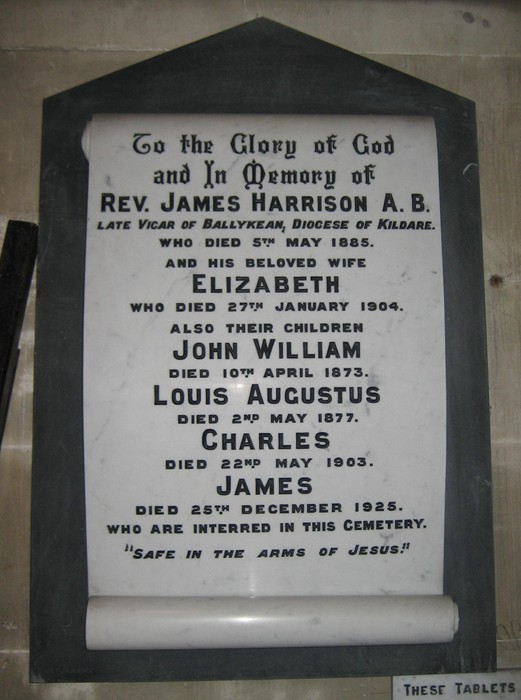 To the Glory of God
and In Memory of
REV. JAMES HARRISON A. B.
LATE VICAR OF BALLYKEAN, DIOCESE OF KILDARE.
WHO DIED 5TH MAY 1885.
AND HIS BELOVED WIFE
ELIZABETH
WHO DIED 27TH JANUARY 1904.
ALSO THEIR CHILDREN
JOHN WILLIAM
DIED 10TH APRIL 1873.
LOUIS AUGUSTUS
DIED 2ND MAY 1877.
CHARLES
DIED 22ND MAY 1903.
JAMES
DIED 25TH DECEMBER 1925.
WHO ARE INTERRED IN THIS CEMETERY.
"SAFE IN THE ARMS OF JESUS."
THESE TABLETS